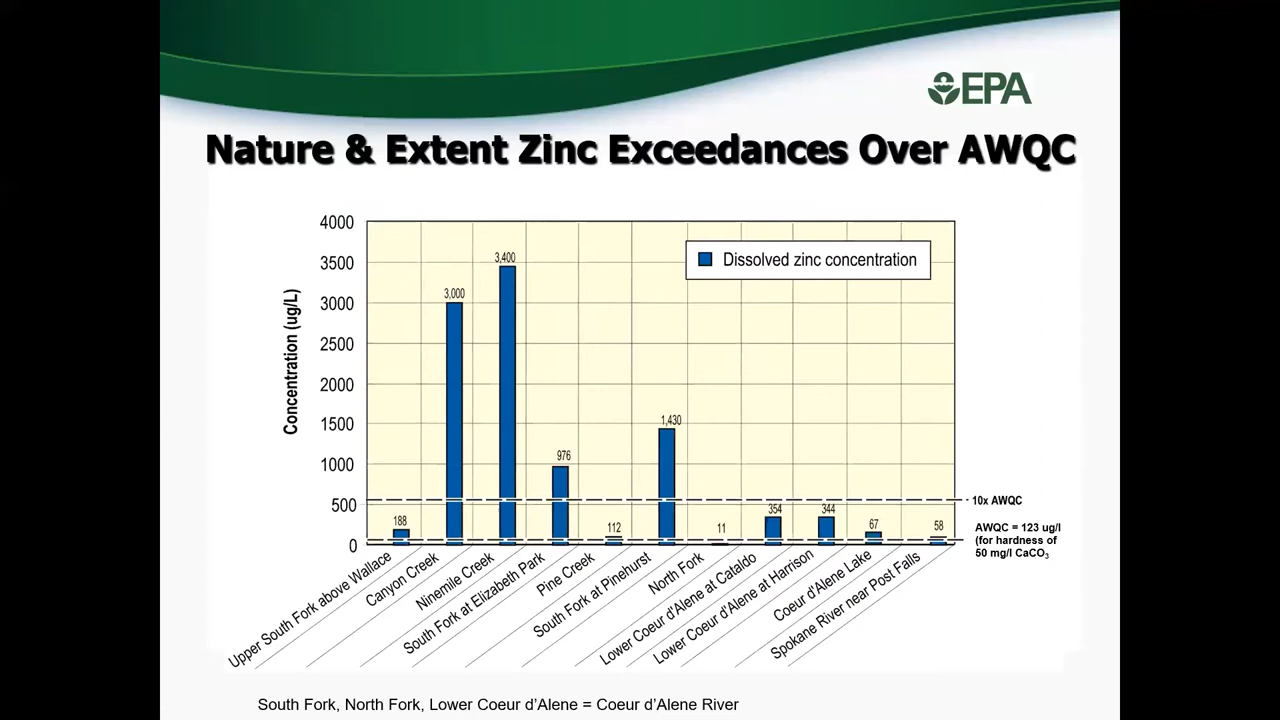 EPA
Nature & Extent Zinc Exceedances Over AWQC
4000
3500
3000
2500
2000
1500
1000
500
0
Concentration (ug/L)
Dissolved zinc concentration
188
3,000
3,400
976
112
1,430
11
354
344
67
58
10x AWQC
AWQC = 123 ug/l
(for hardness of
50 mg/l CaCO3
Upper South Fork above Wallace
Canyon Creek
Ninemile Creek
South Fork at Elizabeth Park
Pine Creek
South Fork at Pinehurst
North Fork
Lower Coeur d'Alene at Cataldo
Lower Coeur d'Alene at Harrison
Coeur d'Alene Lake
Spokane River near Post Falls
South Fork, North Fork, Lower Coeur d’Alene = Coeur d’Alene River